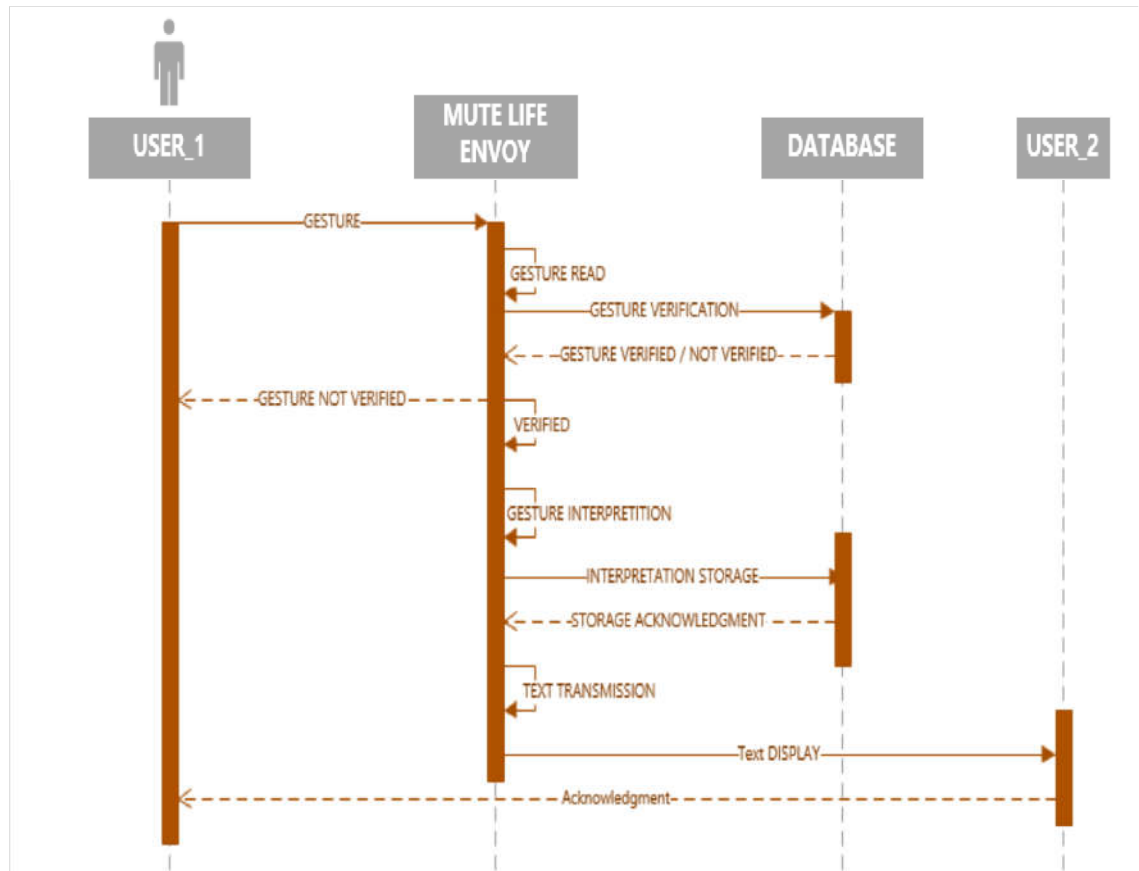 USER_1
MUTE LIFE
ENVOY
DATABASE
USER_2
GESTURE
GESTURE READ
GESTURE VERIFICATION
GESTURE VERIFIED / NOT VERIFIED
GESTURE NOT VERIFIED
VERIFIED
GESTURE INTERPRETITION
INTERPRETATION STORAGE
STORAGE ACKNOWLEDGMENT
TEXT TRANSMISSION
Text DISPLAY
Acknowledgment